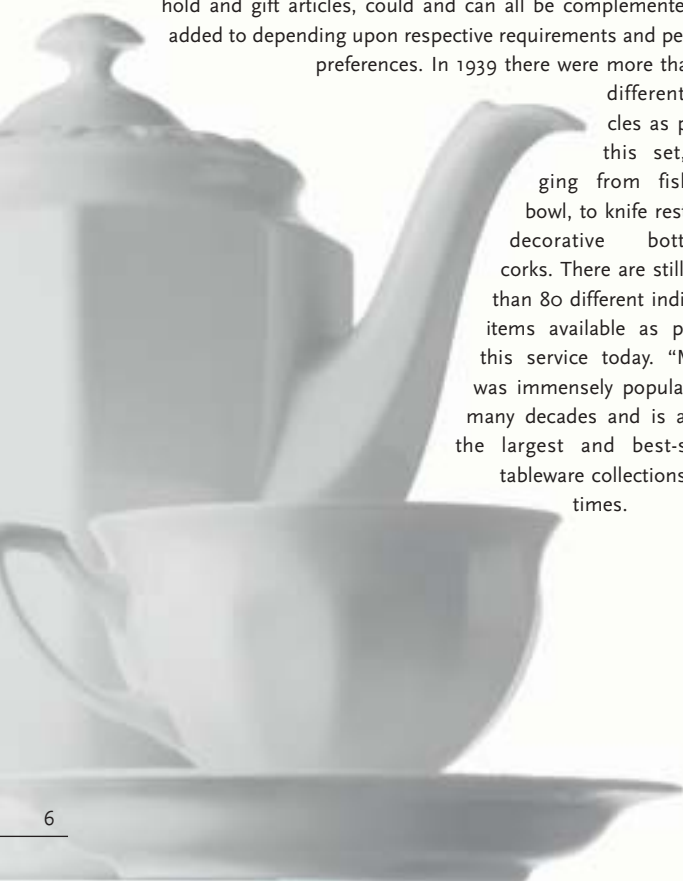 hold and gift articles, could and can all be complemente
added to depending upon respective requirements and pe
preferences. In 1939 there were more tha
different
cles as p
this set,
ging from fis
bowl, to knife res
decorative bott
corks. There are still
than 80 different indi
items available as p
this service today. “M
was immensely popula
many decades and is a
the largest and best-s
tableware collections
times.
6